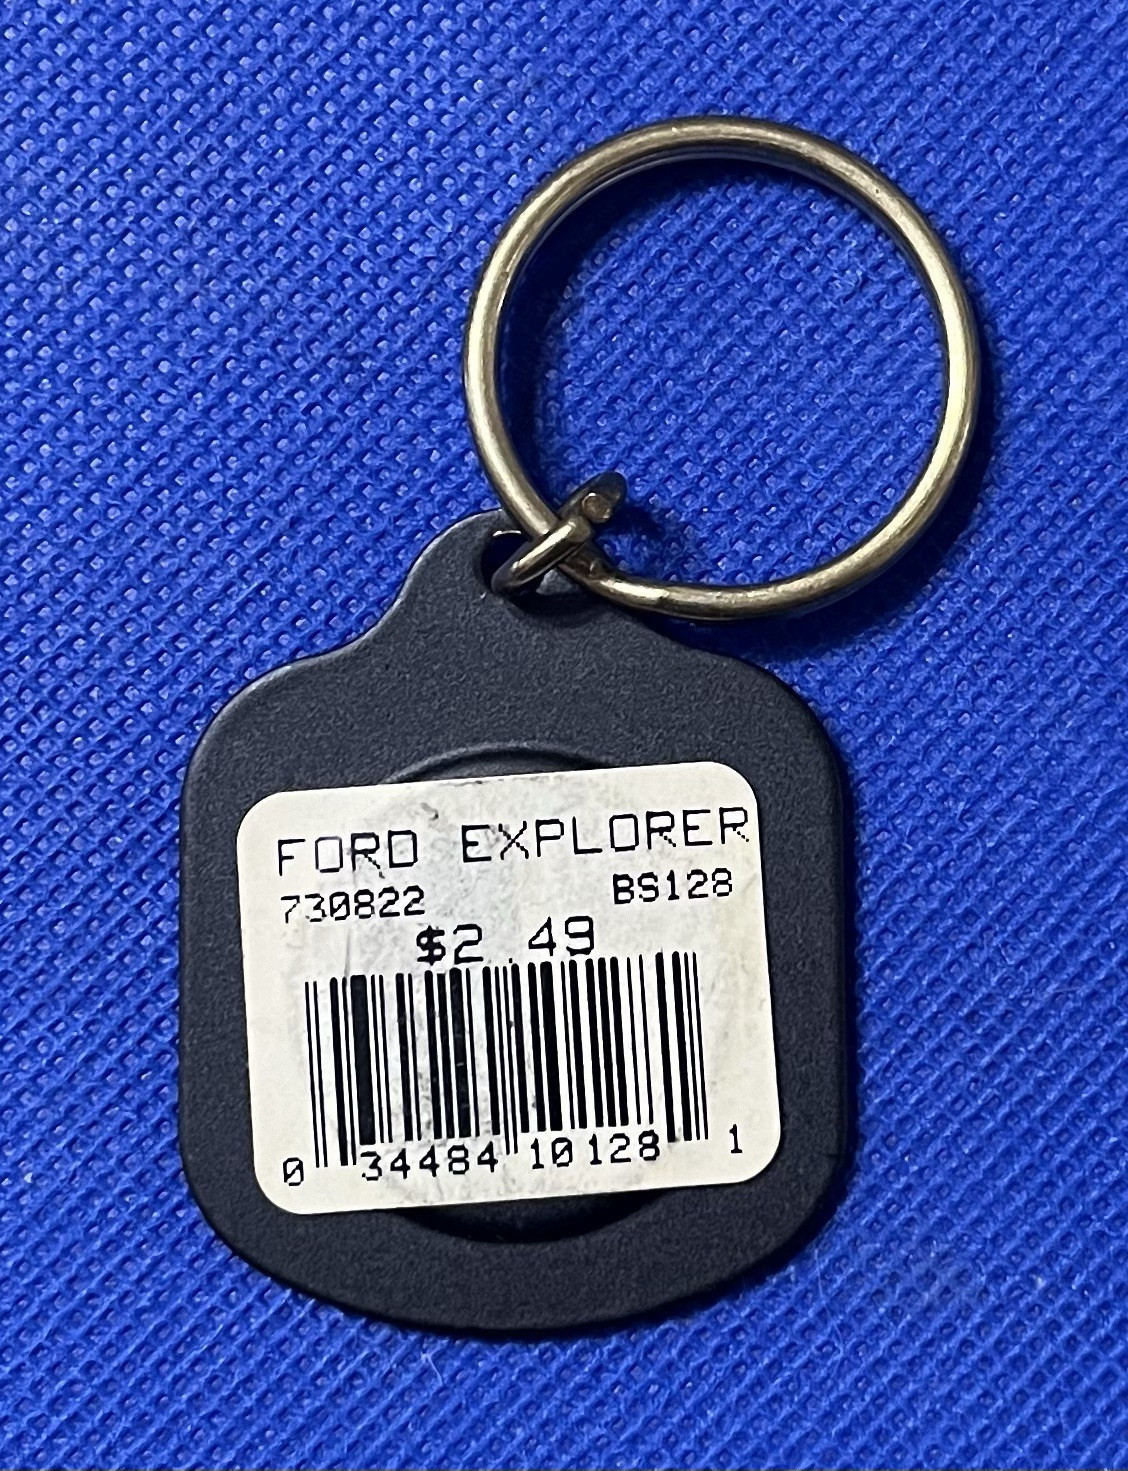 FORD EXPLORER
730822 BS128
$2.49
0 34484 10128 1